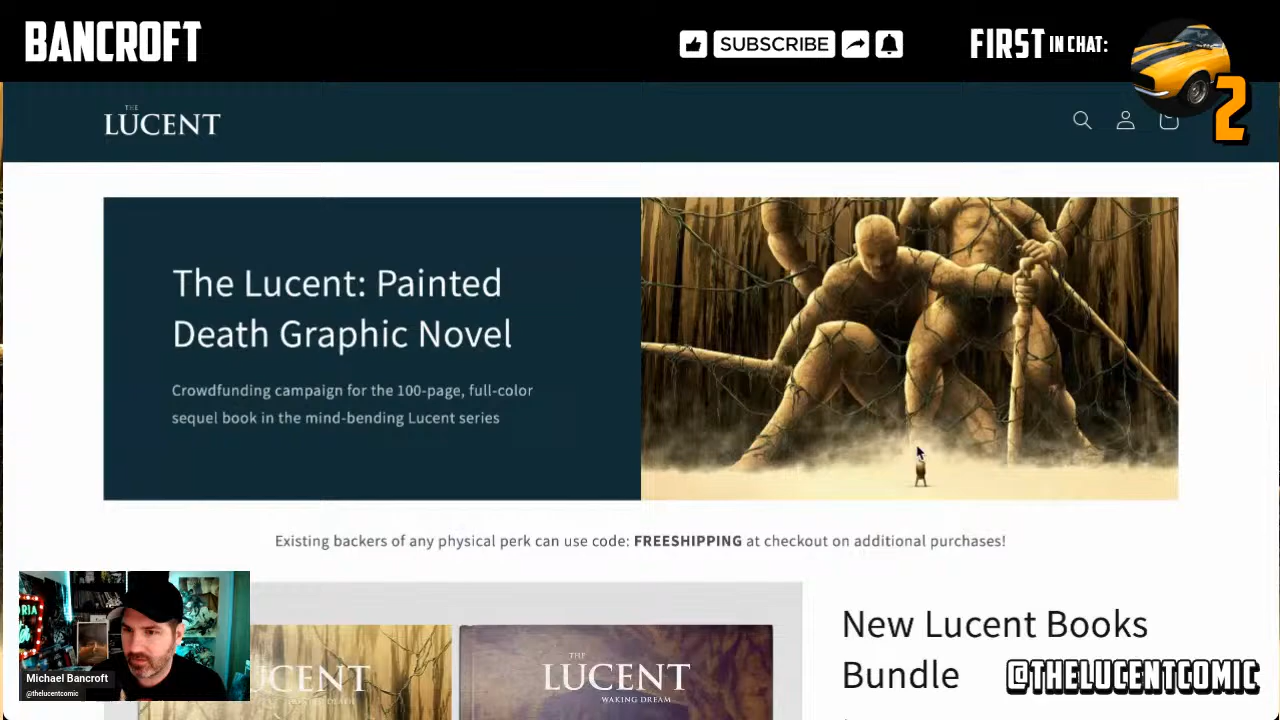 BANCROFT
SUBSCRIBE
FIRST IN CHAT:
2
THE
LUCENT
The Lucent: Painted
Death Graphic Novel
Crowdfunding campaign for the 100-page, full-color
sequel book in the mind-bending Lucent series
Existing backers of any physical perk can use code: FREESHIPPING at checkout on additional purchases!
THE
LUCENT
WAKING DREAM
New Lucent Books
Bundle
Michael Bancroft
@thelucentcomic
@THELUCENTCOMIC